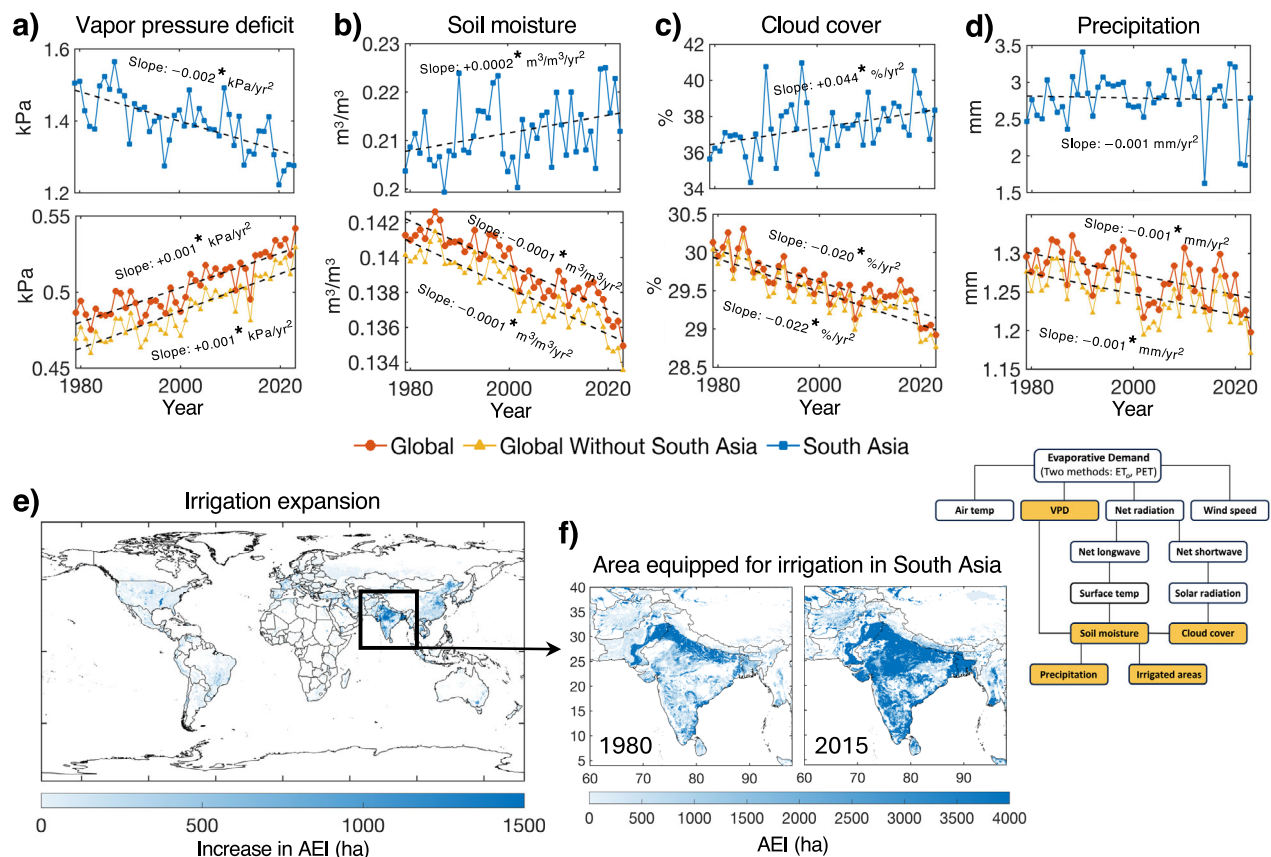 a) Vapor pressure deficit
b) Soil moisture
c) Cloud cover
d) Precipitation
1.6
1.4
1.2
kPa
Slope: −0.002* kPa/yr²
0.23
0.22
0.21
0.2
m³/m³
Slope: +0.0002* m³/m³/yr²
42
40
38
36
34
%
Slope: +0.044* %/yr²
3.5
3
2.5
2
1.5
mm
Slope: −0.001 mm/yr²
0.55
0.5
0.45
kPa
Slope: +0.001* kPa/yr²
Slope: +0.001* kPa/yr²
1980 2000 2020
Year
0.142
0.14
0.138
0.136
0.134
m³/m³
Slope: −0.0001* m³/m³/yr²
Slope: −0.0001* m³/m³/yr²
1980 2000 2020
Year
30.5
30
29.5
29
28.5
%
Slope: −0.020* %/yr²
Slope: −0.022* %/yr²
1980 2000 2020
Year
1.3
1.25
1.2
1.15
mm
Slope: −0.001* mm/yr²
Slope: −0.001* mm/yr²
1980 2000 2020
Year
Global Global Without South Asia South Asia
e) Irrigation expansion
0 500 1000 1500
Increase in AEI (ha)
f)
Area equipped for irrigation in South Asia
40
35
30
25
20
15
10
5
1980
2015
60 70 80 90
60 70 80 90
0 500 1000 1500 2000 2500 3000 3500 4000
AEI (ha)
Evaporative Demand
(Two methods: ETₒ, PET)
Air temp VPD Net radiation Wind speed
Net longwave Net shortwave
Surface temp Solar radiation
Soil moisture Cloud cover
Precipitation Irrigated areas